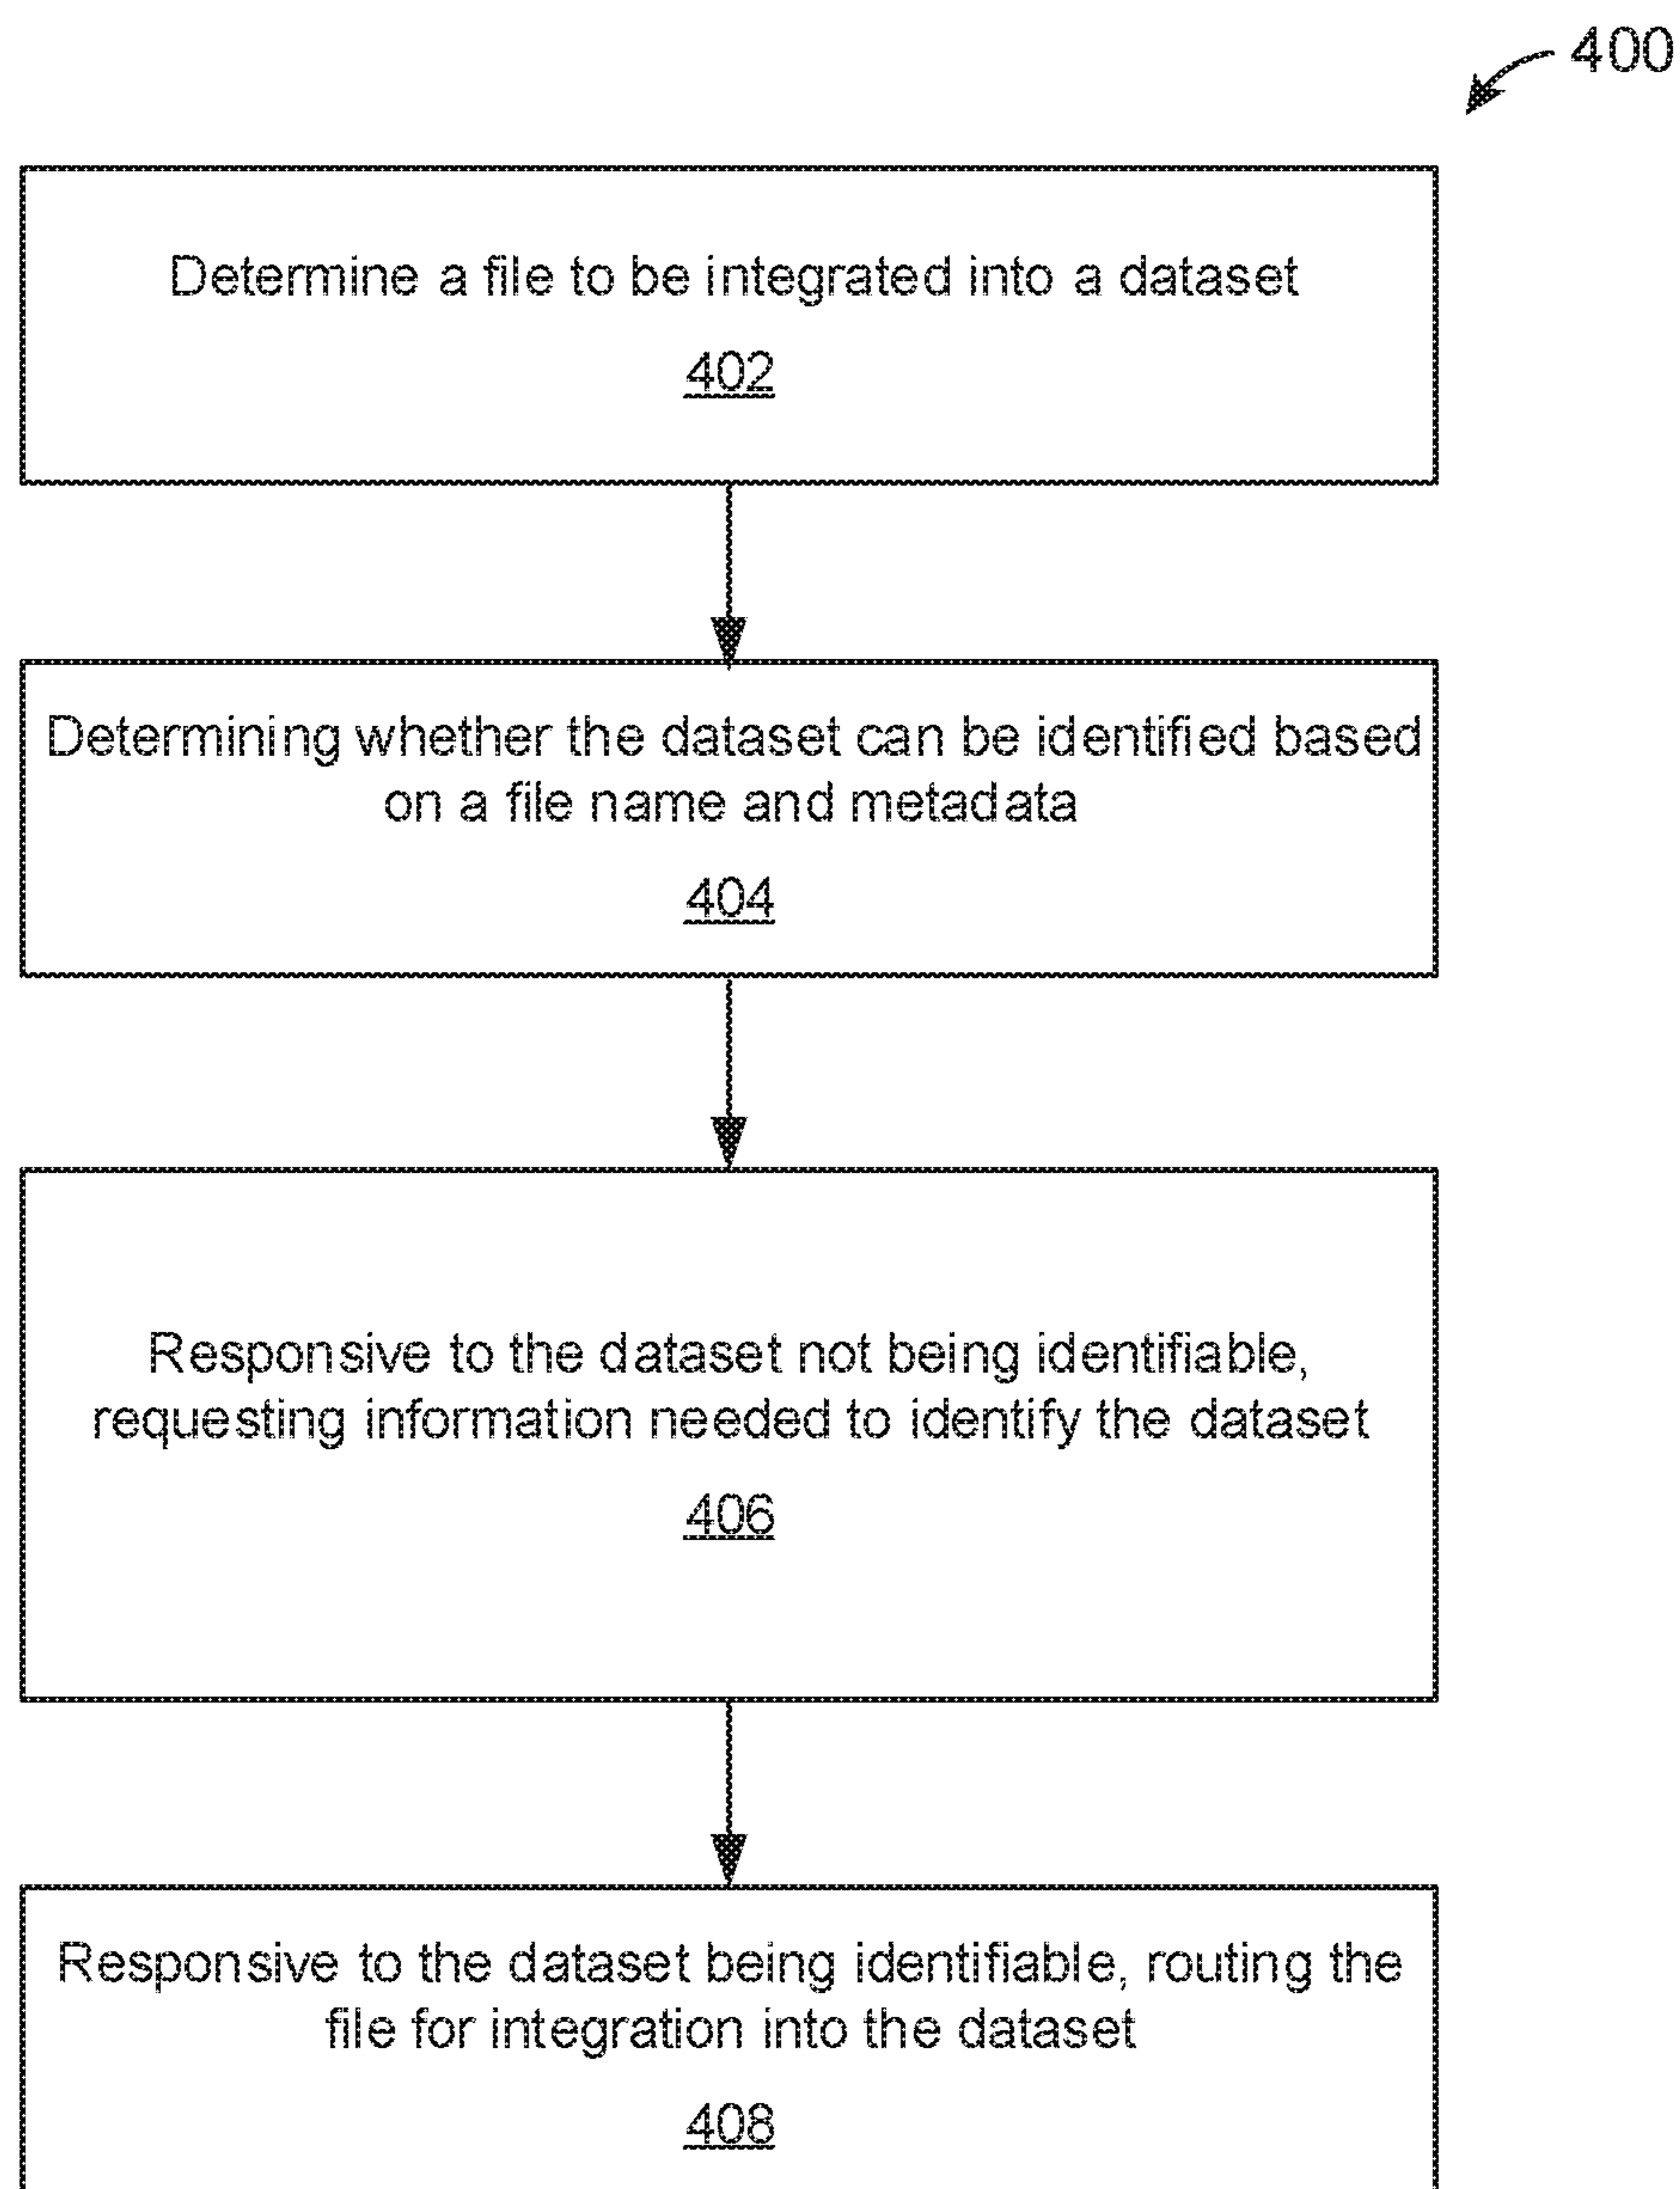 400
Determine a file to be integrated into a dataset
402
Determining whether the dataset can be identified based
on a file name and metadata
404
Responsive to the dataset not being identifiable,
requesting information needed to identify the dataset
406
Responsive to the dataset being identifiable, routing the
file for integration into the dataset
408